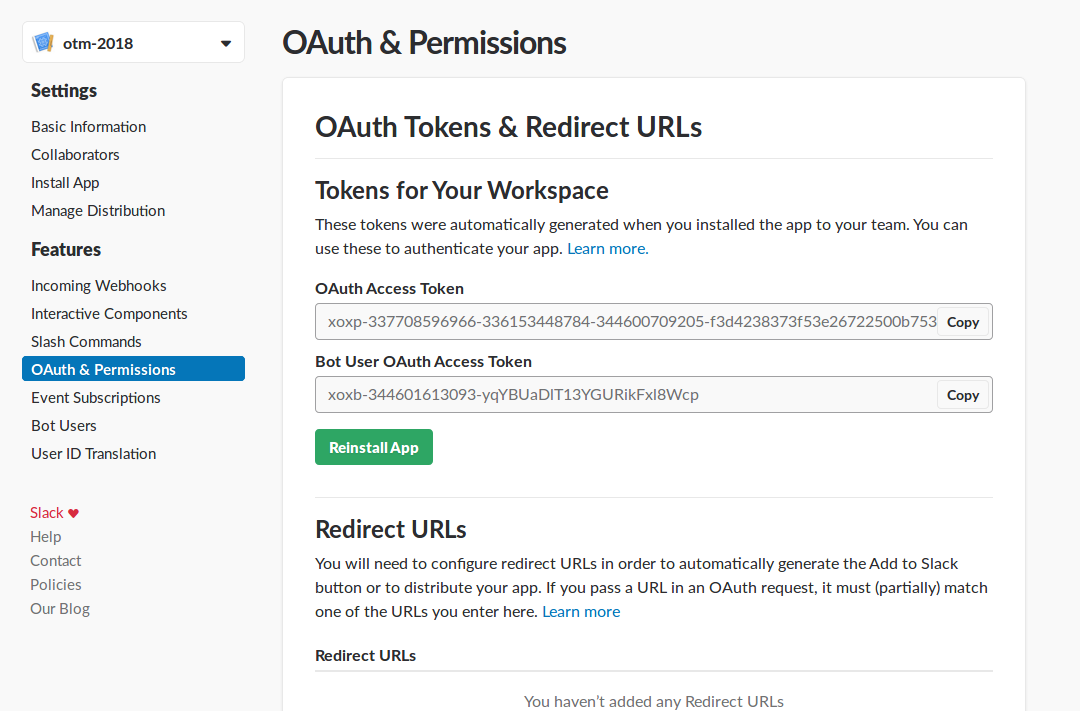 otm-2018
OAuth & Permissions
Settings
Basic Information
Collaborators
Install App
Manage Distribution
Features
Incoming Webhooks
Interactive Components
Slash Commands
OAuth & Permissions
Event Subscriptions
Bot Users
User ID Translation
Slack ♥
Help
Contact
Policies
Our Blog
OAuth Tokens & Redirect URLs
Tokens for Your Workspace
These tokens were automatically generated when you installed the app to your team. You can
use these to authenticate your app. Learn more.
OAuth Access Token
xoxp-337708596966-336153448784-344600709205-f3d4238373f53e26722500b753 Copy
Bot User OAuth Access Token
Copy
Reinstall App
Redirect URLs
You will need to configure redirect URLs in order to automatically generate the Add to Slack
button or to distribute your app. If you pass a URL in an OAuth request, it must (partially) match
one of the URLs you enter here. Learn more
Redirect URLs
You haven’t added any Redirect URLs